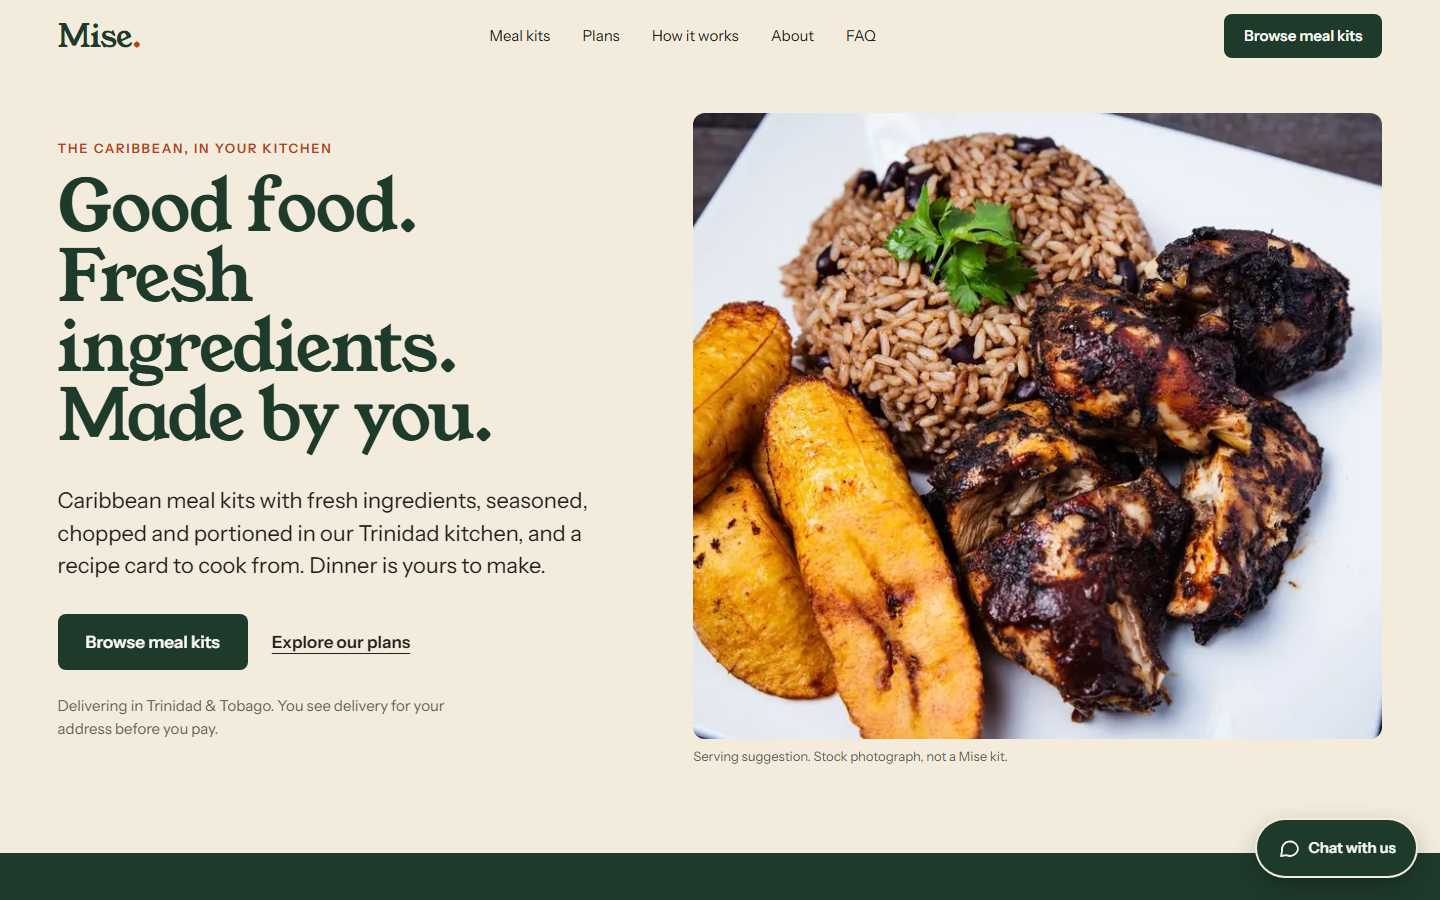 Mise.
Meal kits
Plans
How it works
About
FAQ
Browse meal kits
THE CARIBBEAN, IN YOUR KITCHEN
Good food.
Fresh
ingredients.
Made by you.
Caribbean meal kits with fresh ingredients, seasoned,
chopped and portioned in our Trinidad kitchen, and a
recipe card to cook from. Dinner is yours to make.
Browse meal kits
Explore our plans
Delivering in Trinidad & Tobago. You see delivery for your
address before you pay.
Serving suggestion. Stock photograph, not a Mise kit.
Chat with us